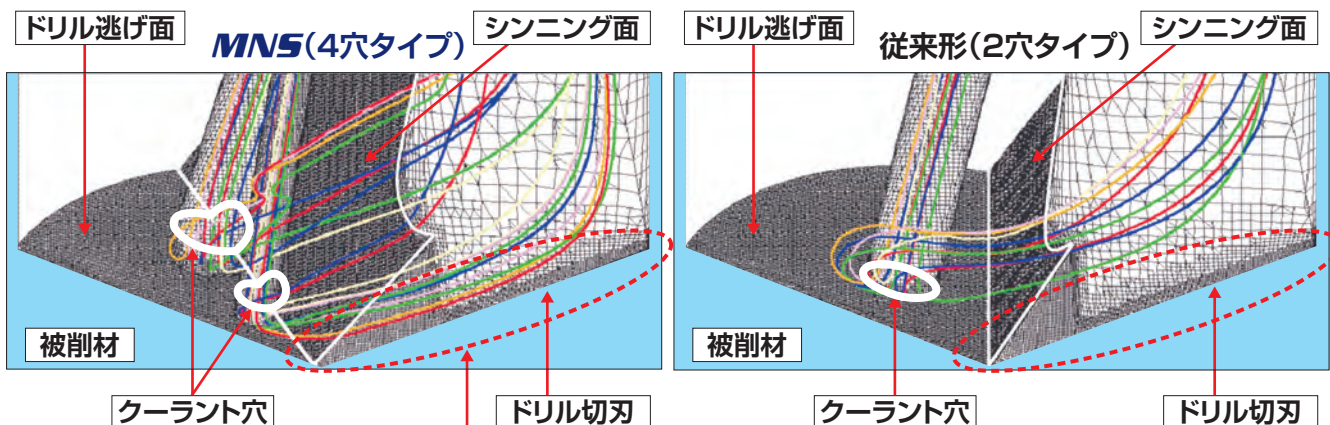 ドリル逃げ面
MNS(4穴タイプ)
シンニング面
被削材
クーラント穴
ドリル切刃
ドリル逃げ面
従来形(2穴タイプ)
シンニング面
被削材
クーラント穴
ドリル切刃